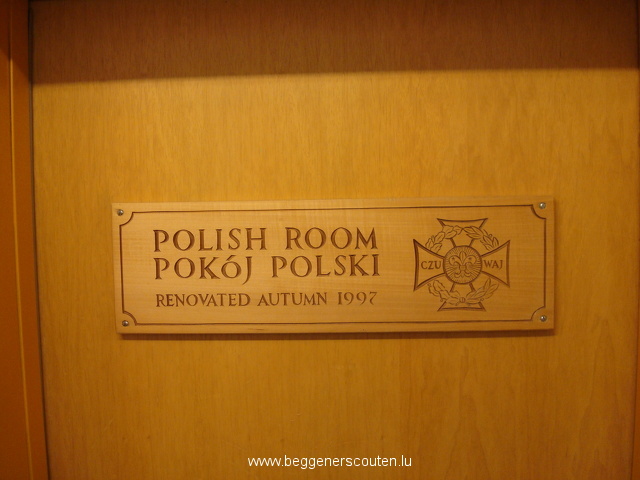 POLISH ROOM
POKÓJ POLSKI
RENOVATED AUTUMN 1997
CZU WAJ
www.beggenerscouten.lu